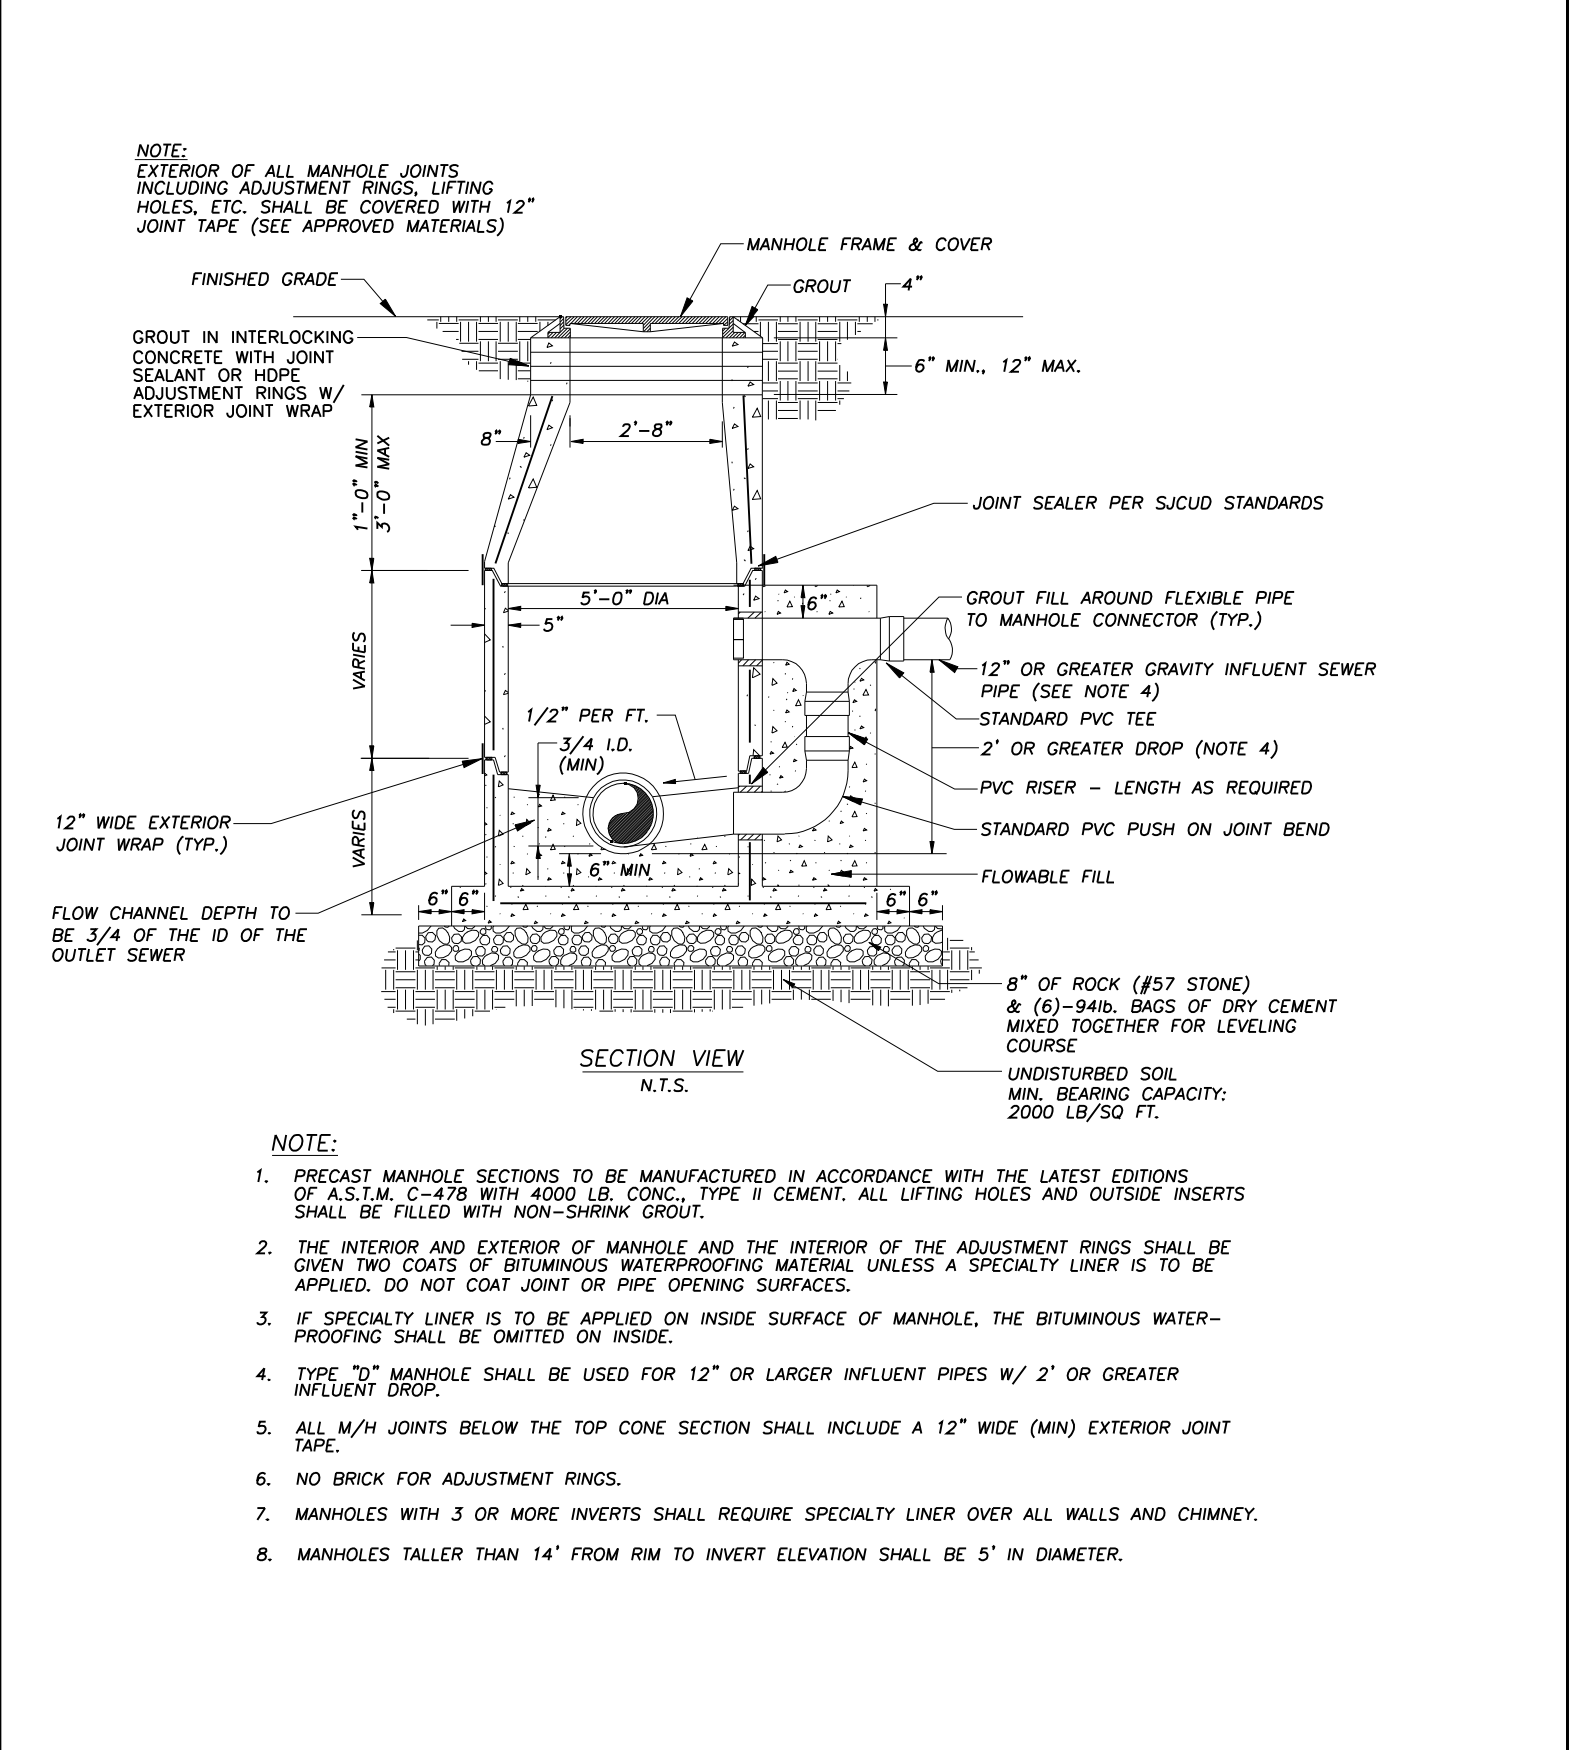 NOTE:
EXTERIOR OF ALL MANHOLE JOINTS
INCLUDING ADJUSTMENT RINGS, LIFTING
HOLES, ETC. SHALL BE COVERED WITH 12"
JOINT TAPE (SEE APPROVED MATERIALS)
MANHOLE FRAME & COVER
FINISHED GRADE
GROUT
4"
GROUT IN INTERLOCKING
CONCRETE WITH JOINT
SEALANT OR HDPE
ADJUSTMENT RINGS W/
EXTERIOR JOINT WRAP
6" MIN., 12" MAX.
8"
2'-8"
1"-0" MIN
3'-0" MAX
JOINT SEALER PER SJCUD STANDARDS
5'-0" DIA
6"
5"
GROUT FILL AROUND FLEXIBLE PIPE
TO MANHOLE CONNECTOR (TYP.)
VARIES
12" OR GREATER GRAVITY INFLUENT SEWER
PIPE (SEE NOTE 4)
1/2" PER FT.
STANDARD PVC TEE
3/4 I.D.
(MIN)
2' OR GREATER DROP (NOTE 4)
PVC RISER - LENGTH AS REQUIRED
12" WIDE EXTERIOR
JOINT WRAP (TYP.)
VARIES
STANDARD PVC PUSH ON JOINT BEND
6" MIN
FLOWABLE FILL
6" 6"
6" 6"
FLOW CHANNEL DEPTH TO
BE 3/4 OF THE ID OF THE
OUTLET SEWER
8" OF ROCK (#57 STONE)
& (6)-94lb. BAGS OF DRY CEMENT
MIXED TOGETHER FOR LEVELING
COURSE
SECTION VIEW
N.T.S.
UNDISTURBED SOIL
MIN. BEARING CAPACITY:
2000 LB/SQ FT.
NOTE:
1. PRECAST MANHOLE SECTIONS TO BE MANUFACTURED IN ACCORDANCE WITH THE LATEST EDITIONS
OF A.S.T.M. C-478 WITH 4000 LB. CONC., TYPE II CEMENT. ALL LIFTING HOLES AND OUTSIDE INSERTS
SHALL BE FILLED WITH NON-SHRINK GROUT.
2. THE INTERIOR AND EXTERIOR OF MANHOLE AND THE INTERIOR OF THE ADJUSTMENT RINGS SHALL BE
GIVEN TWO COATS OF BITUMINOUS WATERPROOFING MATERIAL UNLESS A SPECIALTY LINER IS TO BE
APPLIED. DO NOT COAT JOINT OR PIPE OPENING SURFACES.
3. IF SPECIALTY LINER IS TO BE APPLIED ON INSIDE SURFACE OF MANHOLE, THE BITUMINOUS WATER-
PROOFING SHALL BE OMITTED ON INSIDE.
4. TYPE "D" MANHOLE SHALL BE USED FOR 12" OR LARGER INFLUENT PIPES W/ 2' OR GREATER
INFLUENT DROP.
5. ALL M/H JOINTS BELOW THE TOP CONE SECTION SHALL INCLUDE A 12" WIDE (MIN) EXTERIOR JOINT
TAPE.
6. NO BRICK FOR ADJUSTMENT RINGS.
7. MANHOLES WITH 3 OR MORE INVERTS SHALL REQUIRE SPECIALTY LINER OVER ALL WALLS AND CHIMNEY.
8. MANHOLES TALLER THAN 14' FROM RIM TO INVERT ELEVATION SHALL BE 5' IN DIAMETER.